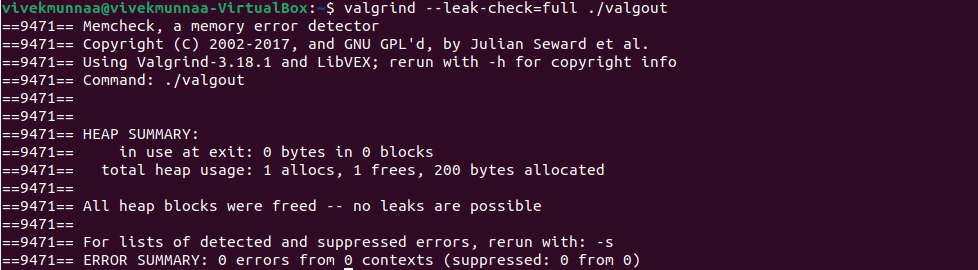 vivekmunnaa@vivekmunnaa-VirtualBox:~$ valgrind --leak-check=full ./valgout
==9471== Memcheck, a memory error detector
==9471== Copyright (C) 2002-2017, and GNU GPL'd, by Julian Seward et al.
==9471== Using Valgrind-3.18.1 and LibVEX; rerun with -h for copyright info
==9471== Command: ./valgout
==9471==
==9471==
==9471== HEAP SUMMARY:
==9471==     in use at exit: 0 bytes in 0 blocks
==9471==   total heap usage: 1 allocs, 1 frees, 200 bytes allocated
==9471==
==9471== All heap blocks were freed -- no leaks are possible
==9471==
==9471== For lists of detected and suppressed errors, rerun with: -s
==9471== ERROR SUMMARY: 0 errors from 0 contexts (suppressed: 0 from 0)